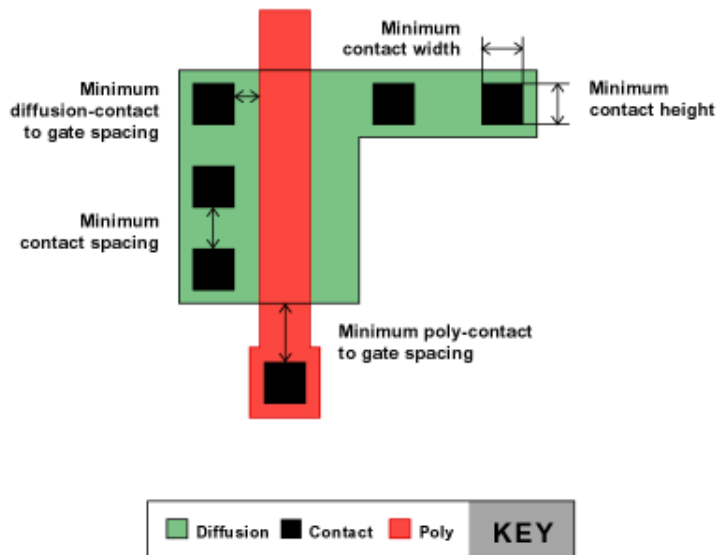 Minimum
contact width
Minimum
diffusion-contact
to gate spacing
Minimum
contact height
Minimum
contact spacing
Minimum poly-contact
to gate spacing
Diffusion
Contact
Poly
KEY